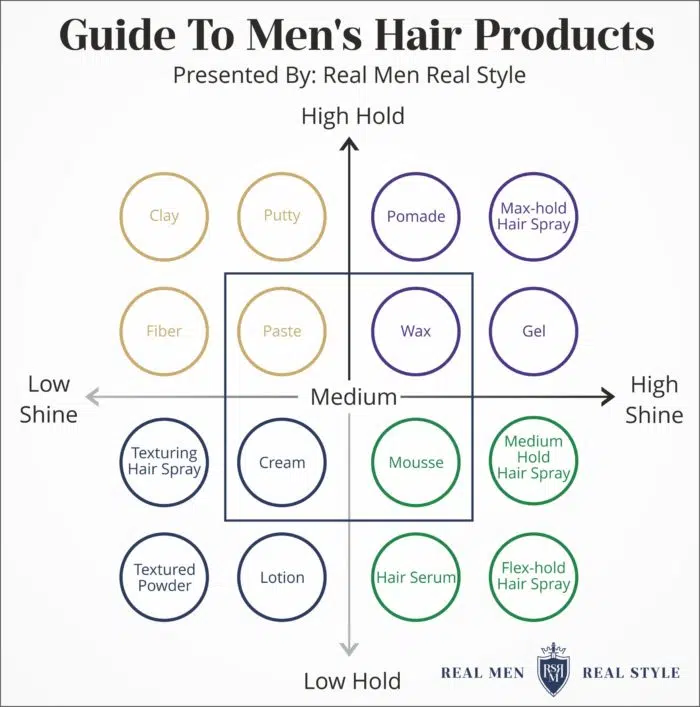 Guide To Men's Hair Products
Presented By: Real Men Real Style
High Hold
Clay
Putty
Pomade
Max-hold
Hair Spray
Fiber
Paste
Wax
Gel
Low
Shine
Medium
High
Shine
Texturing
Hair Spray
Cream
Mousse
Medium
Hold
Hair Spray
Textured
Powder
Lotion
Hair Serum
Flex-hold
Hair Spray
Low Hold
REAL MEN
RSRM
REAL STYLE